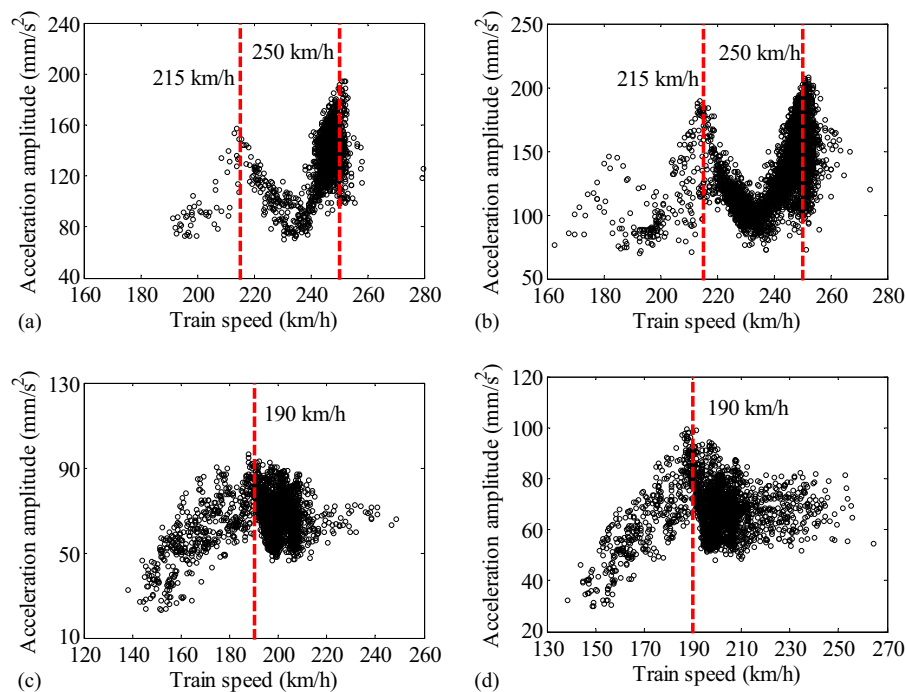 Acceleration amplitude (mm/s²)
240
200
160
120
80
40
215 km/h
250 km/h
160 180 200 220 240 260 280
(a)
Train speed (km/h)
Acceleration amplitude (mm/s²)
250
200
150
100
50
215 km/h
250 km/h
160 180 200 220 240 260 280
(b)
Train speed (km/h)
Acceleration amplitude (mm/s²)
130
90
50
10
190 km/h
120 140 160 180 200 220 240 260
(c)
Train speed (km/h)
Acceleration amplitude (mm/s²)
120
100
80
60
40
20
190 km/h
130 150 170 190 210 230 250 270
(d)
Train speed (km/h)